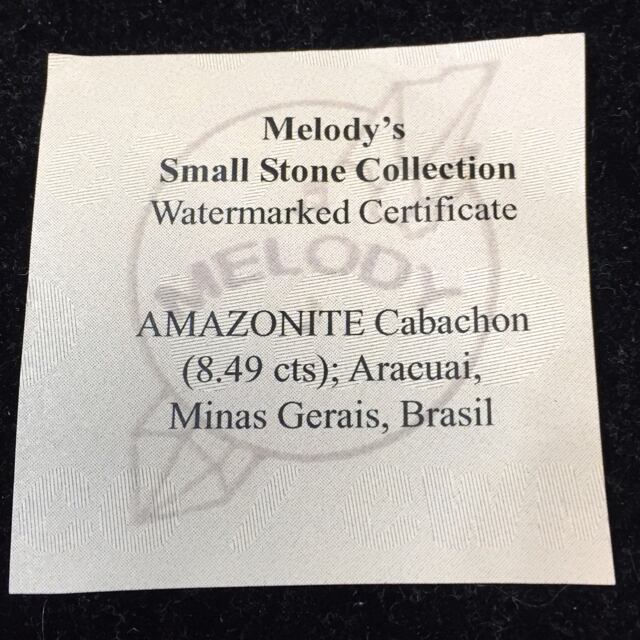 Melody's
Small Stone Collection
Watermarked Certificate
MELODY
AMAZONITE Cabachon
(8.49 cts); Aracuai,
Minas Gerais, Brasil